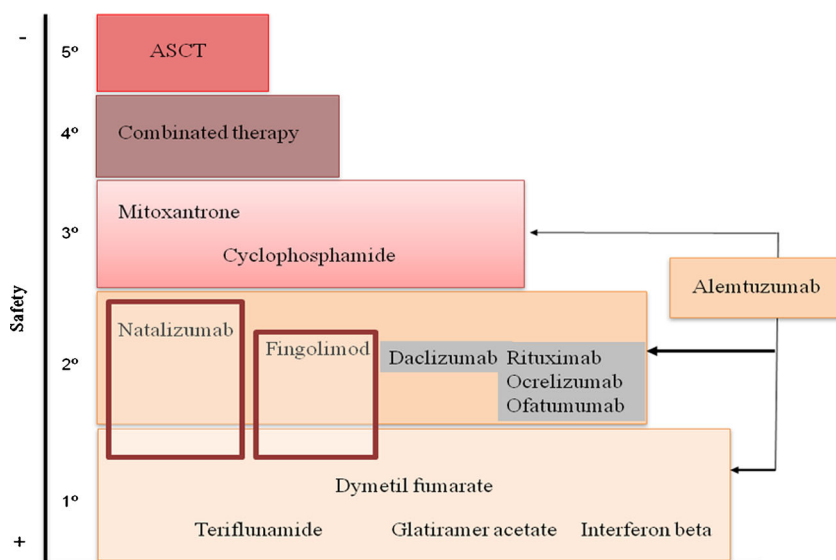 -
5º
ASCT
4º
Combinated therapy
3º
Mitoxantrone
Cyclophosphamide
Alemtuzumab
Safety
2º
Natalizumab
Fingolimod
Daclizumab
Rituximab
Ocrelizumab
Ofatumumab
1º
Dymetil fumarate
Teriflunamide
Glatiramer acetate
Interferon beta
+